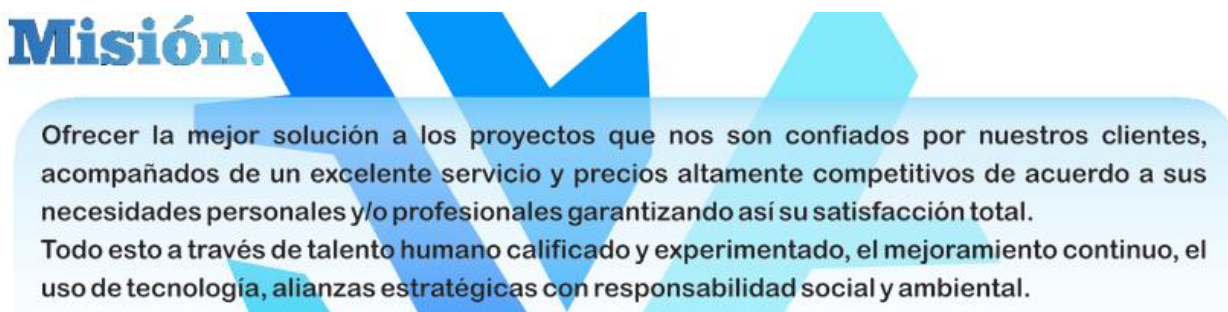 Misión.
Ofrecer la mejor solución a los proyectos que nos son confiados por nuestros clientes,
acompañados de un excelente servicio y precios altamente competitivos de acuerdo a sus
necesidades personales y/o profesionales garantizando así su satisfacción total.
Todo esto a través de talento humano calificado y experimentado, el mejoramiento continuo, el
uso de tecnología, alianzas estratégicas con responsabilidad social y ambiental.